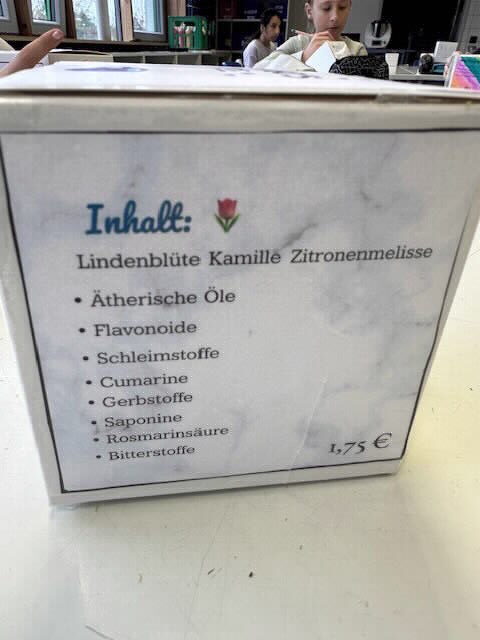 Inhalt: 🌷
Lindenblüte Kamille Zitronenmelisse
• Ätherische Öle
• Flavonoide
• Schleimstoffe
• Cumarine
• Gerbstoffe
• Saponine
• Rosmarinsäure
• Bitterstoffe
1,75 €